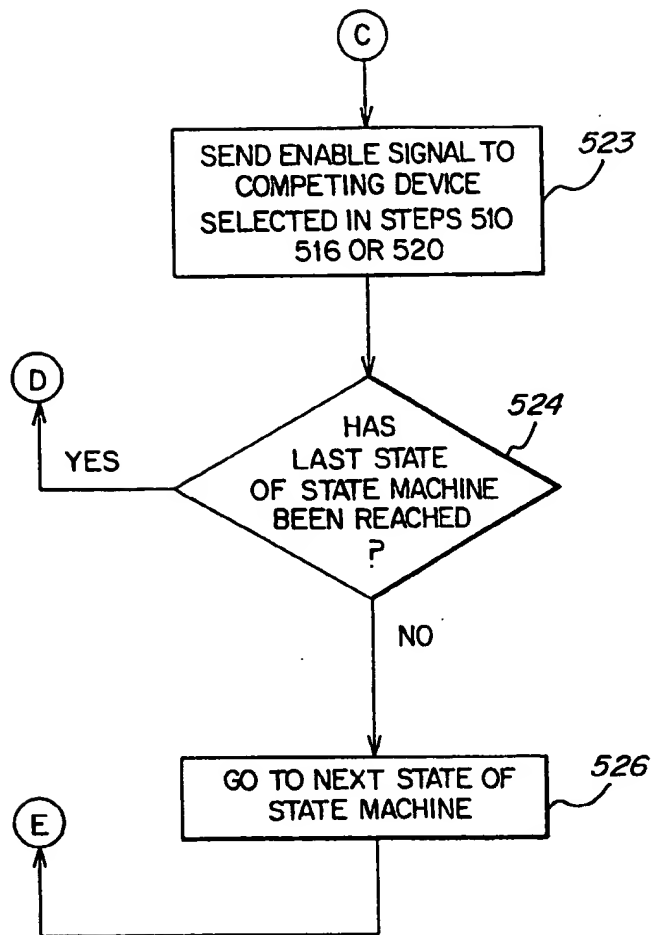 C
SEND ENABLE SIGNAL TO
COMPETING DEVICE
SELECTED IN STEPS 510
516 OR 520
523
D
YES
HAS
LAST STATE
OF STATE MACHINE
BEEN REACHED
?
524
NO
GO TO NEXT STATE OF
STATE MACHINE
526
E